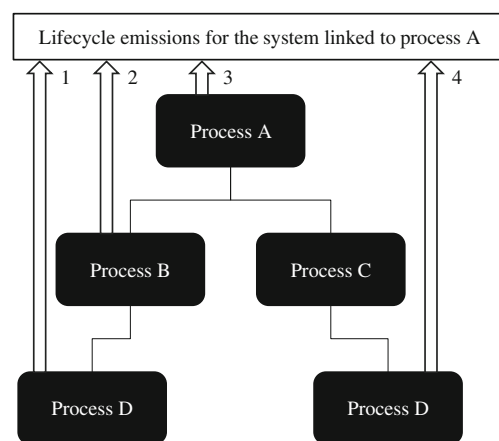 Lifecycle emissions for the system linked to process A
1
2
3
4
Process A
Process B
Process C
Process D
Process D